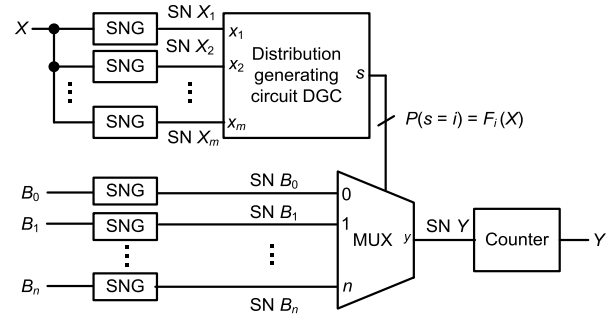 X
SNG
SN X1
x1
SNG
SN X2
x2
SNG
SN Xm
xm
Distribution
generating
circuit DGC
s
P(s = i) = Fi(X)
B0
SNG
SN B0
0
B1
SNG
SN B1
1
Bn
SNG
SN Bn
n
MUX
y
SN Y
Counter
Y